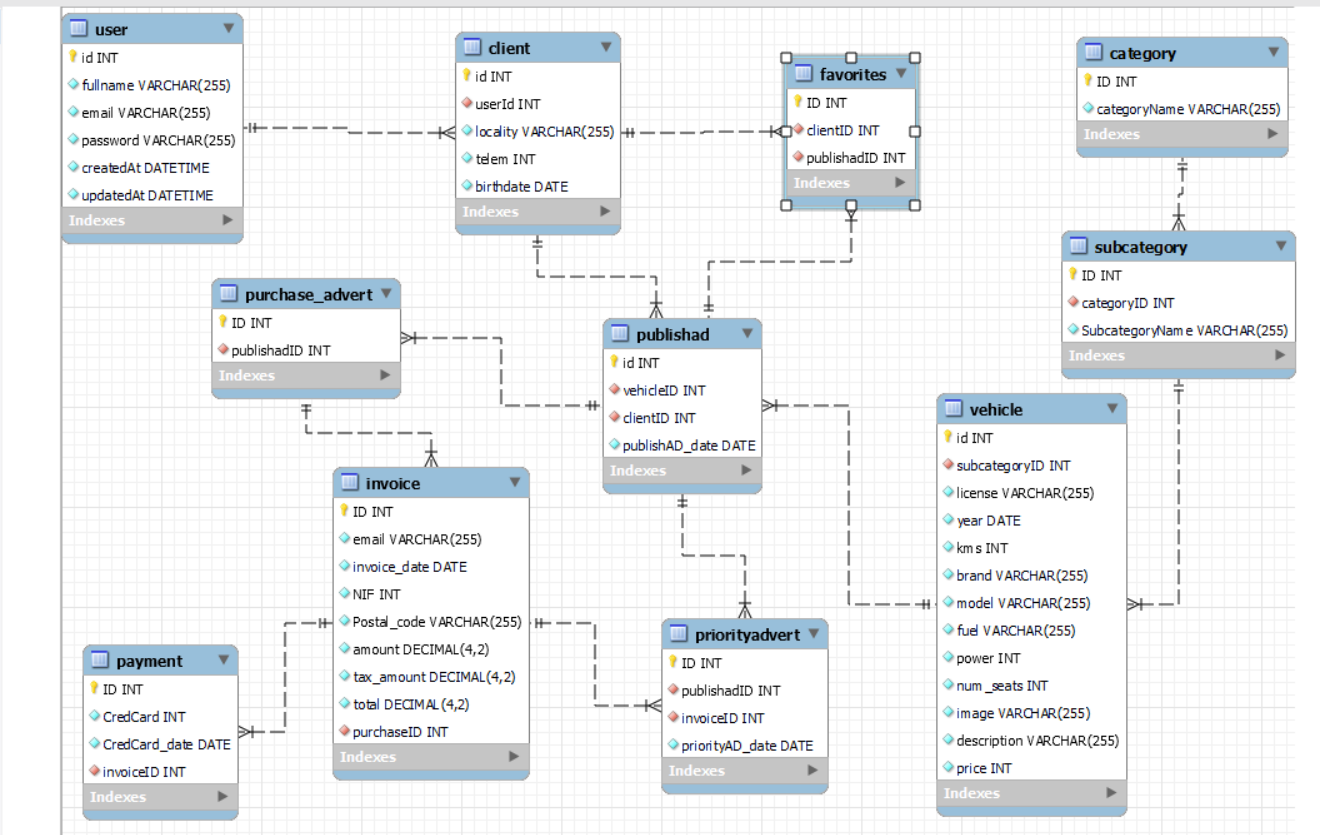 user
id INT
fullname VARCHAR(255)
email VARCHAR(255)
password VARCHAR(255)
createdAt DATETIME
updatedAt DATETIME
Indexes
client
id INT
userId INT
locality VARCHAR(255)
telem INT
birthdate DATE
Indexes
favorites
ID INT
clientID INT
publishadID INT
Indexes
category
ID INT
categoryName VARCHAR(255)
Indexes
subcategory
ID INT
categoryID INT
SubcategoryName VARCHAR(255)
Indexes
purchase_advert
ID INT
publishadID INT
Indexes
publishad
id INT
vehicleID INT
clientID INT
publishAD_date DATE
Indexes
vehicle
id INT
subcategoryID INT
license VARCHAR(255)
year DATE
kms INT
brand VARCHAR(255)
model VARCHAR(255)
fuel VARCHAR(255)
power INT
num_seats INT
image VARCHAR(255)
description VARCHAR(255)
price INT
Indexes
invoice
ID INT
email VARCHAR(255)
invoice_date DATE
NIF INT
Postal_code VARCHAR(255)
amount DECIMAL(4,2)
tax_amount DECIMAL(4,2)
total DECIMAL(4,2)
purchaseID INT
Indexes
payment
ID INT
CredCard INT
CredCard_date DATE
invoiceID INT
Indexes
priorityadvert
ID INT
publishadID INT
invoiceID INT
priorityAD_date DATE
Indexes